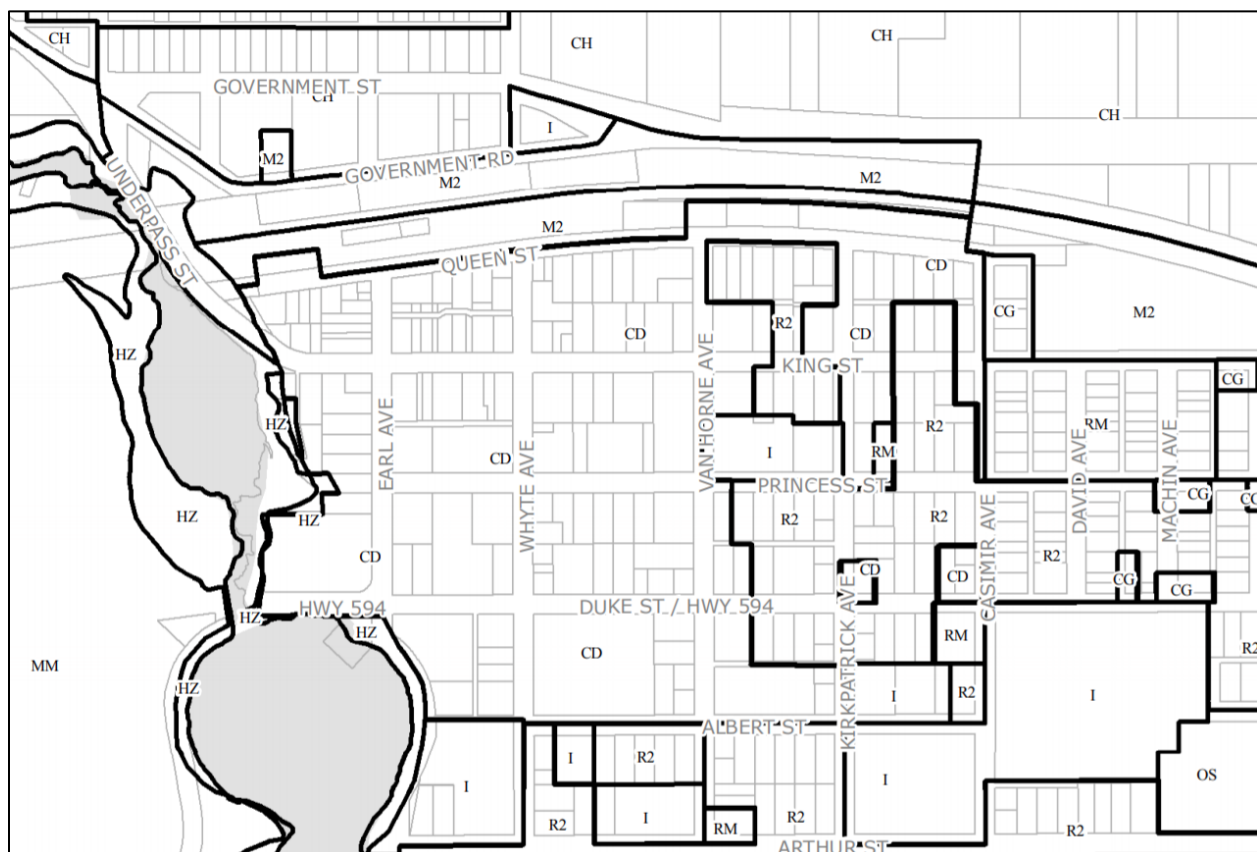 CH
CH
CH
GOVERNMENT ST
CH
CH
I
M2
GOVERNMENT RD
M2
M2
UNDERPASS ST
M2
QUEEN ST
CD
CG
M2
R2
CD
CD
HZ
VAN HORNE AVE
KING ST
CG
HZ
EARL AVE
R2
RM
DAVID AVE
MACHIN AVE
WHYTE AVE
CD
I
RM
PRINCESS ST
CG
CG
HZ
HZ
R2
R2
CASIMIR AVE
CD
R2
CD
CD
CG
CG
HWY 594
DUKE ST / HWY 594
KIRKPATRICK AVE
HZ
HZ
RM
R2
MM
CD
HZ
I
R2
I
ALBERT ST
I
R2
I
I
OS
R2
I
RM
R2
R2
ARTHUR ST